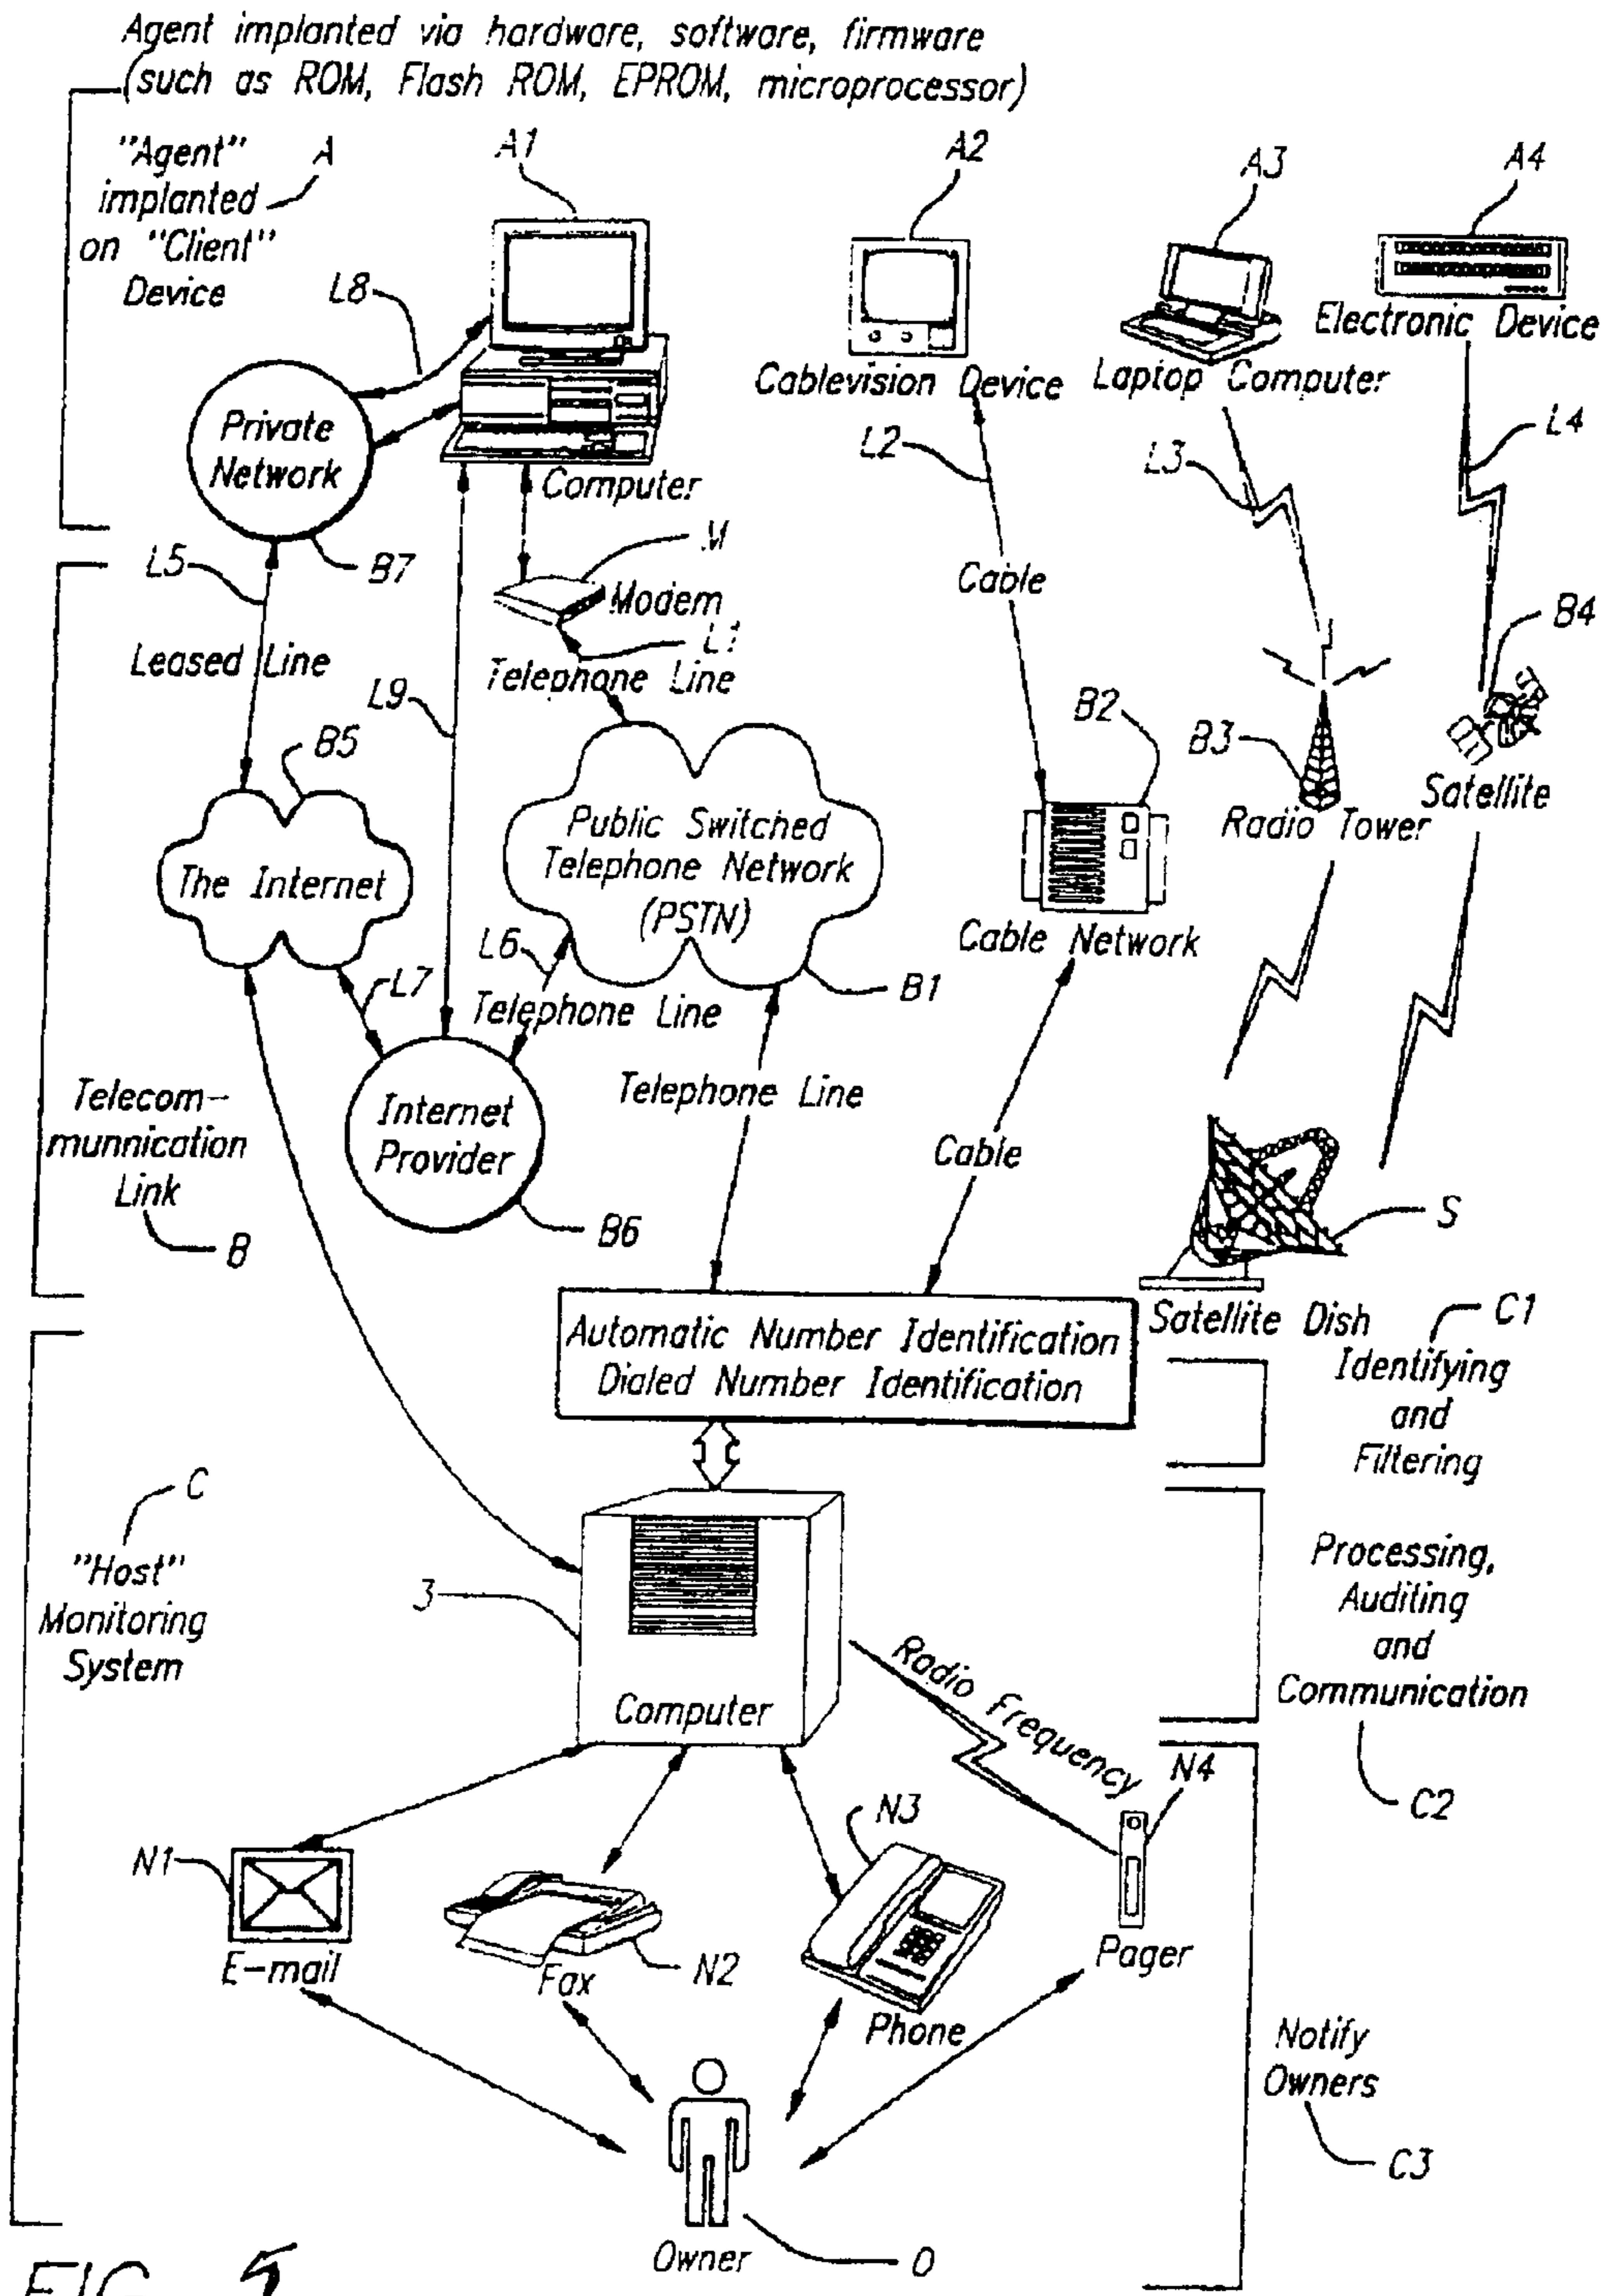 Agent implanted via hardware, software, firmware
(such as ROM, Flash ROM, EPROM, microprocessor)
"Agent"
implanted
on "Client"
Device
A
A1
A2
A3
A4
L8
Electronic Device
Cablevision Device
Laptop Computer
Private
Network
Computer
L2
L3
L4
L5
B7
M
Modem
Cable
B4
Leased Line
L1
Telephone Line
L9
B5
B2
B3
Satellite
Radio Tower
The Internet
Public Switched
Telephone Network
(PSTN)
Cable Network
L6
L7
B1
Telephone Line
Telephone Line
Telecom-
munnication
Link
B
Internet
Provider
B6
Cable
S
Satellite Dish
C1
Automatic Number Identification
Dialed Number Identification
Identifying
and
Filtering
C
"Host"
Monitoring
System
3
Computer
Processing,
Auditing
and
Communication
C2
Radio Frequency
N1
E-mail
Fax
N2
N3
Phone
N4
Pager
Notify
Owners
C3
Owner
O
FIG. 5